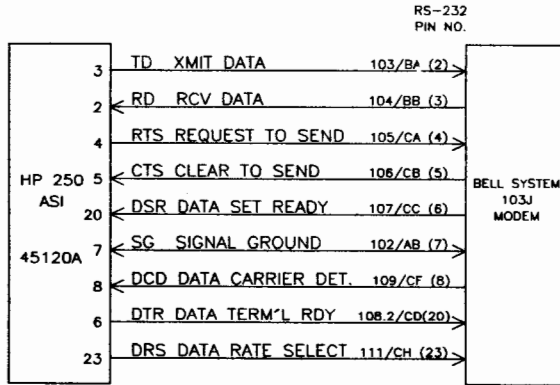 RS-232
PIN NO.
3 TD XMIT DATA 103/BA (2)
2 RD RCV DATA 104/BB (3)
4 RTS REQUEST TO SEND 105/CA (4)
HP 250 5 CTS CLEAR TO SEND 106/CB (5) BELL SYSTEM
ASI 20 DSR DATA SET READY 107/CC (6) 103J
MODEM
45120A 7 SG SIGNAL GROUND 102/AB (7)
8 DCD DATA CARRIER DET. 109/CF (8)
6 DTR DATA TERM'L RDY 108.2/CD(20)
23 DRS DATA RATE SELECT 111/CH (23)